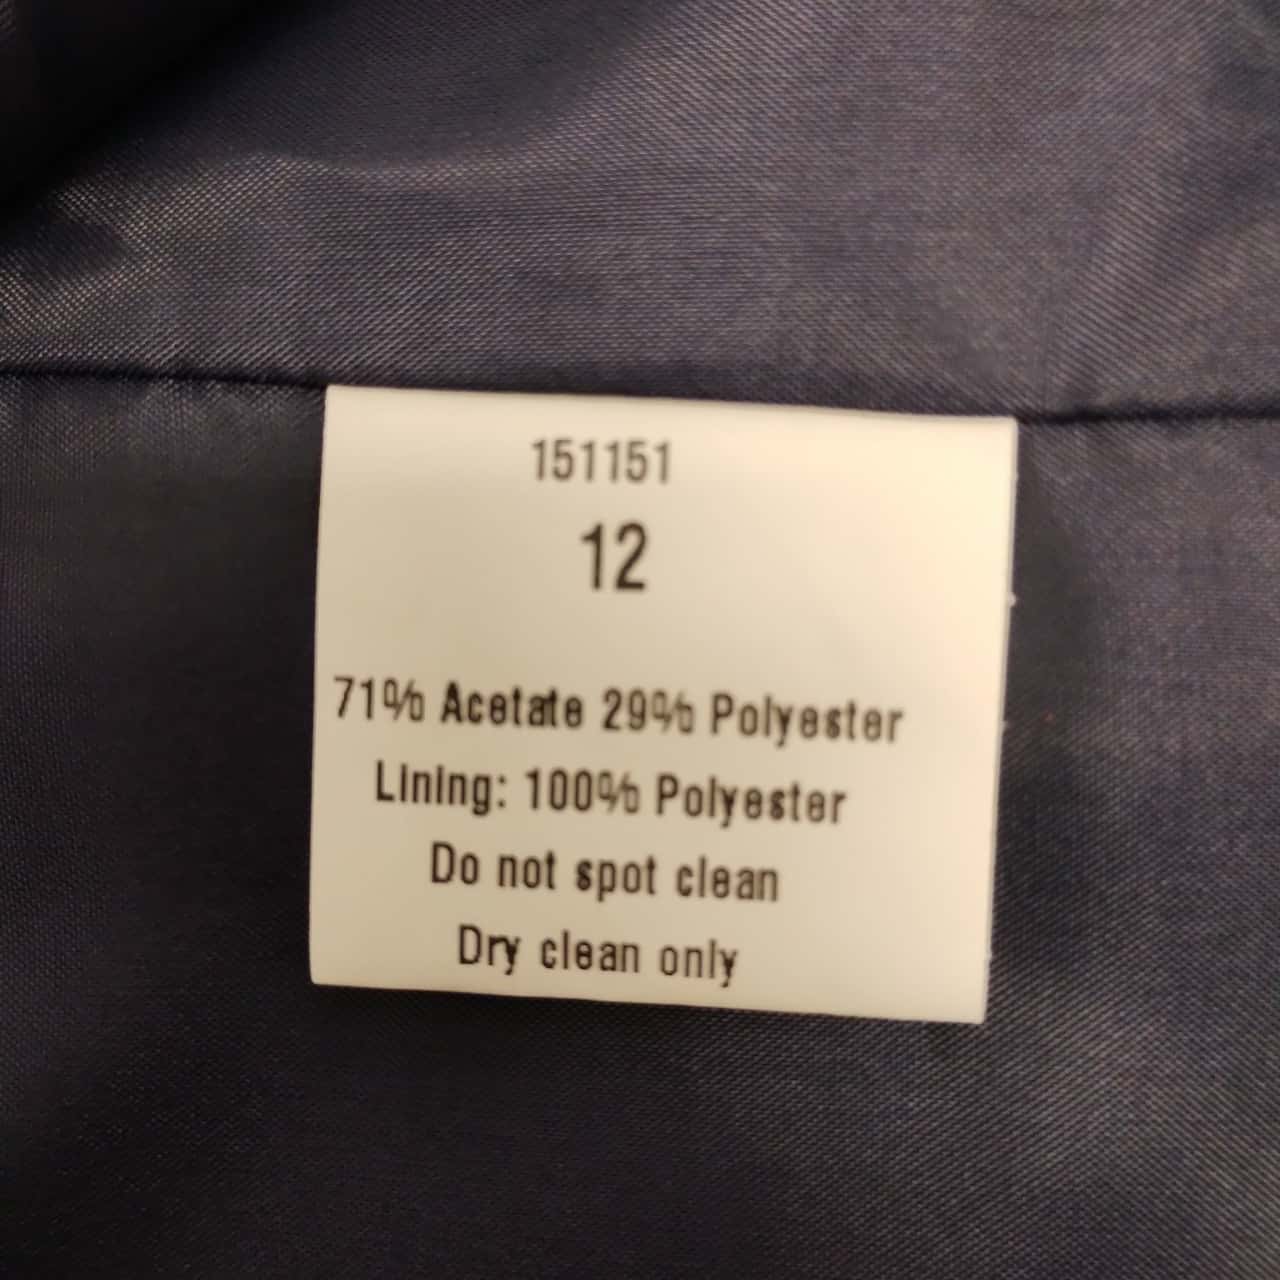 151151
12
71% Acetate 29% Polyester
Lining: 100% Polyester
Do not spot clean
Dry clean only